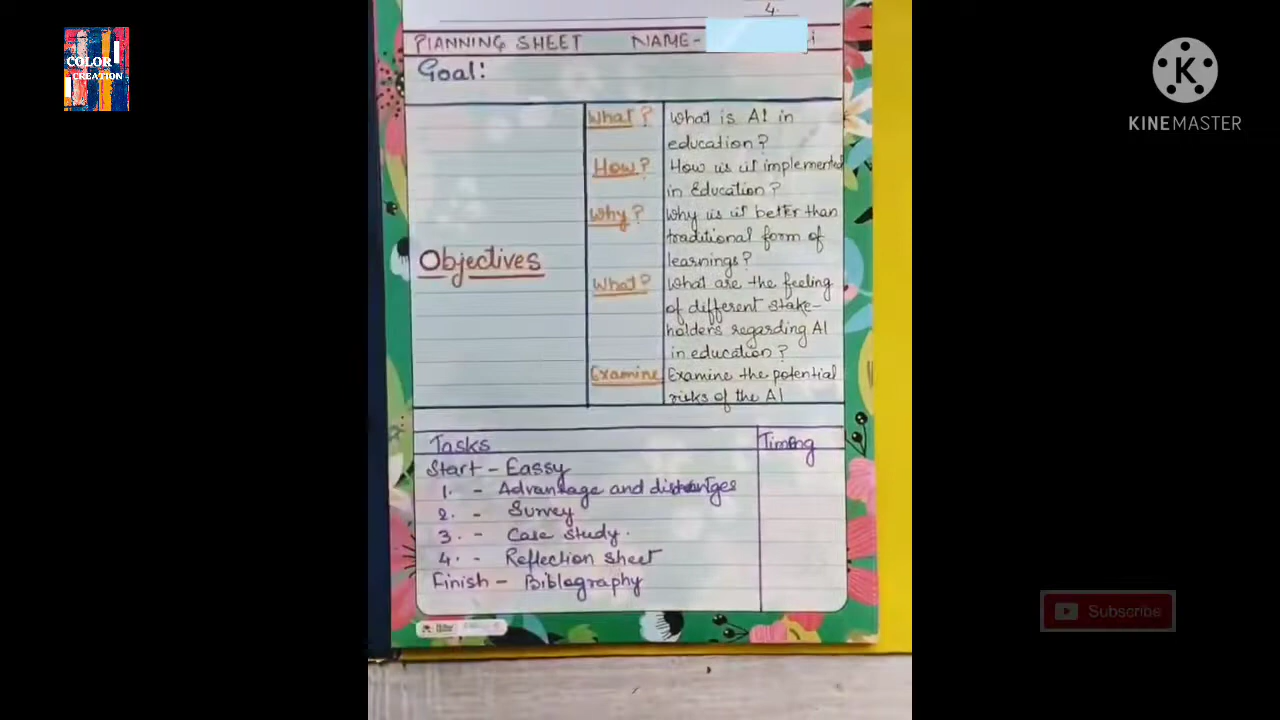 COLOR
CREATION
K
KINEMASTER
4.
PLANNING SHEET NAME-
Goal:
Objectives
What? What is AI in
education?
How? How is it implemented
in Education?
Why? Why is it better than
traditional form of
learnings?
What? What are the feeling
of different stake-
holders regarding AI
in education?
Examine Examine the potential
risks of the AI
Tasks Timing
Start - Eassy
1. - Advantage and
2. - Survey
3. - Case study.
4. - Reflection sheet
Finish - Biblography
Subscribe